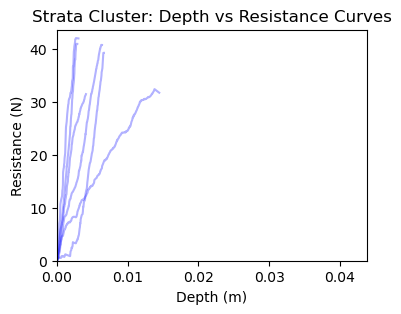 Strata Cluster: Depth vs Resistance Curves
Resistance (N)
40
30
20
10
0
0.00 0.01 0.02 0.03 0.04
Depth (m)